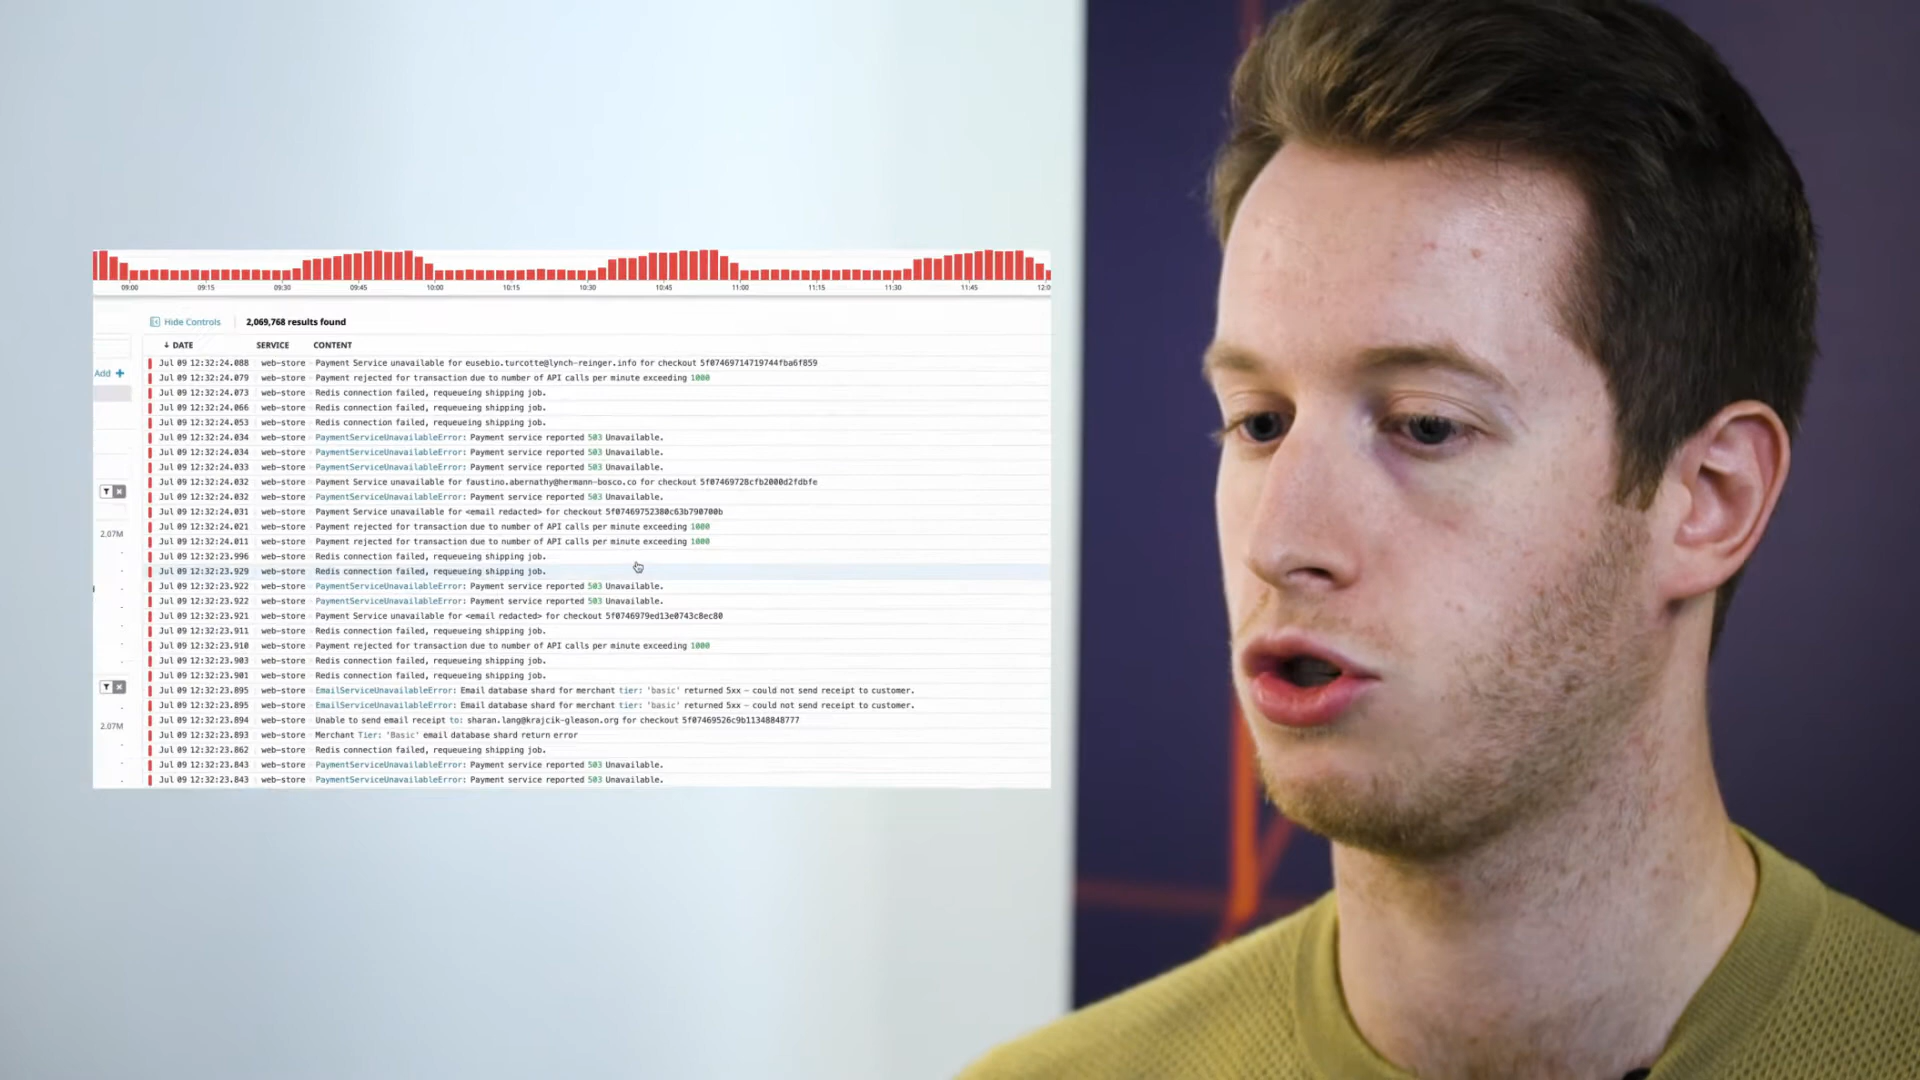 09:00 09:15 09:30 09:45 10:00 10:15 10:30 10:45 11:00 11:15 11:30 11:45 12:0
Hide Controls 2,069,768 results found
DATE SERVICE CONTENT
Jul 09 12:32:24.088 web-store Payment Service unavailable for eusebio.turcotte@lynch-reinger.info for checkout 5f07469714719744fba6f859
Add + Jul 09 12:32:24.079 web-store Payment rejected for transaction due to number of API calls per minute exceeding 1000
Jul 09 12:32:24.073 web-store Redis connection failed, requeueing shipping job.
Jul 09 12:32:24.066 web-store Redis connection failed, requeueing shipping job.
Jul 09 12:32:24.053 web-store Redis connection failed, requeueing shipping job.
Jul 09 12:32:24.034 web-store PaymentServiceUnavailableError: Payment service reported 503 Unavailable.
Jul 09 12:32:24.034 web-store PaymentServiceUnavailableError: Payment service reported 503 Unavailable.
Jul 09 12:32:24.033 web-store PaymentServiceUnavailableError: Payment service reported 503 Unavailable.
Jul 09 12:32:24.032 web-store Payment Service unavailable for faustino.abernathy@hermann-bosco.co for checkout 5f07469728cfb2000d2fdbfe
Jul 09 12:32:24.032 web-store PaymentServiceUnavailableError: Payment service reported 503 Unavailable.
Jul 09 12:32:24.031 web-store Payment Service unavailable for <email redacted> for checkout 5f07469752380c63b790700b
Jul 09 12:32:24.021 web-store Payment rejected for transaction due to number of API calls per minute exceeding 1000
2.07M Jul 09 12:32:24.011 web-store Payment rejected for transaction due to number of API calls per minute exceeding 1000
Jul 09 12:32:23.996 web-store Redis connection failed, requeueing shipping job.
Jul 09 12:32:23.929 web-store Redis connection failed, requeueing shipping job.
Jul 09 12:32:23.922 web-store PaymentServiceUnavailableError: Payment service reported 503 Unavailable.
Jul 09 12:32:23.922 web-store PaymentServiceUnavailableError: Payment service reported 503 Unavailable.
Jul 09 12:32:23.921 web-store Payment Service unavailable for <email redacted> for checkout 5f0746979ed13e0743c8ec80
Jul 09 12:32:23.911 web-store Redis connection failed, requeueing shipping job.
Jul 09 12:32:23.910 web-store Payment rejected for transaction due to number of API calls per minute exceeding 1000
Jul 09 12:32:23.903 web-store Redis connection failed, requeueing shipping job.
Jul 09 12:32:23.901 web-store Redis connection failed, requeueing shipping job.
Jul 09 12:32:23.895 web-store EmailServiceUnavailableError: Email database shard for merchant tier: 'basic' returned 5xx – could not send receipt to customer.
Jul 09 12:32:23.895 web-store EmailServiceUnavailableError: Email database shard for merchant tier: 'basic' returned 5xx – could not send receipt to customer.
Jul 09 12:32:23.894 web-store Unable to send email receipt to: sharan.lang@krajcik-gleason.org for checkout 5f07469526c9b11348848777
2.07M Jul 09 12:32:23.893 web-store Merchant Tier: 'Basic' email database shard return error
Jul 09 12:32:23.862 web-store Redis connection failed, requeueing shipping job.
Jul 09 12:32:23.843 web-store PaymentServiceUnavailableError: Payment service reported 503 Unavailable.
Jul 09 12:32:23.843 web-store PaymentServiceUnavailableError: Payment service reported 503 Unavailable.